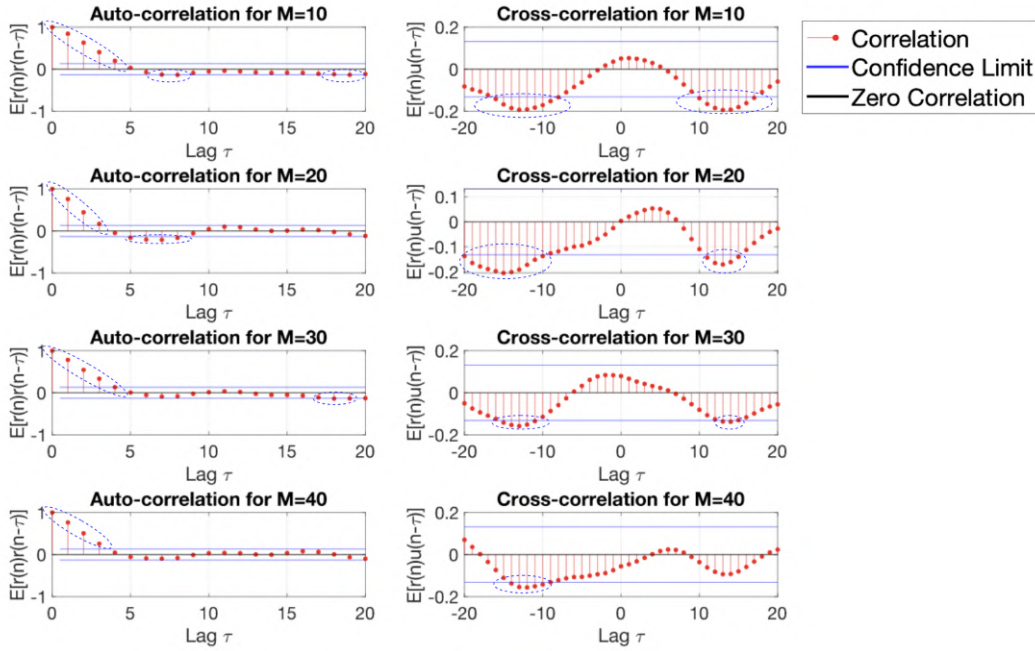 Auto-correlation for M=10
E[r(n)r(n-τ)]
1
0
-1
0
5
10
15
20
Lag τ
Cross-correlation for M=10
E[r(n)u(n-τ)]
0.2
0
-0.2
-20
-10
0
10
20
Lag τ
Correlation
Confidence Limit
Zero Correlation
Auto-correlation for M=20
E[r(n)r(n-τ)]
1
0
-1
0
5
10
15
20
Lag τ
Cross-correlation for M=20
E[r(n)u(n-τ)]
0.1
0
-0.1
-0.2
-20
-10
0
10
20
Lag τ
Auto-correlation for M=30
E[r(n)r(n-τ)]
1
0
-1
0
5
10
15
20
Lag τ
Cross-correlation for M=30
E[r(n)u(n-τ)]
0.2
0
-0.2
-20
-10
0
10
20
Lag τ
Auto-correlation for M=40
E[r(n)r(n-τ)]
1
0
-1
0
5
10
15
20
Lag τ
Cross-correlation for M=40
E[r(n)u(n-τ)]
0.2
0
-0.2
-20
-10
0
10
20
Lag τ